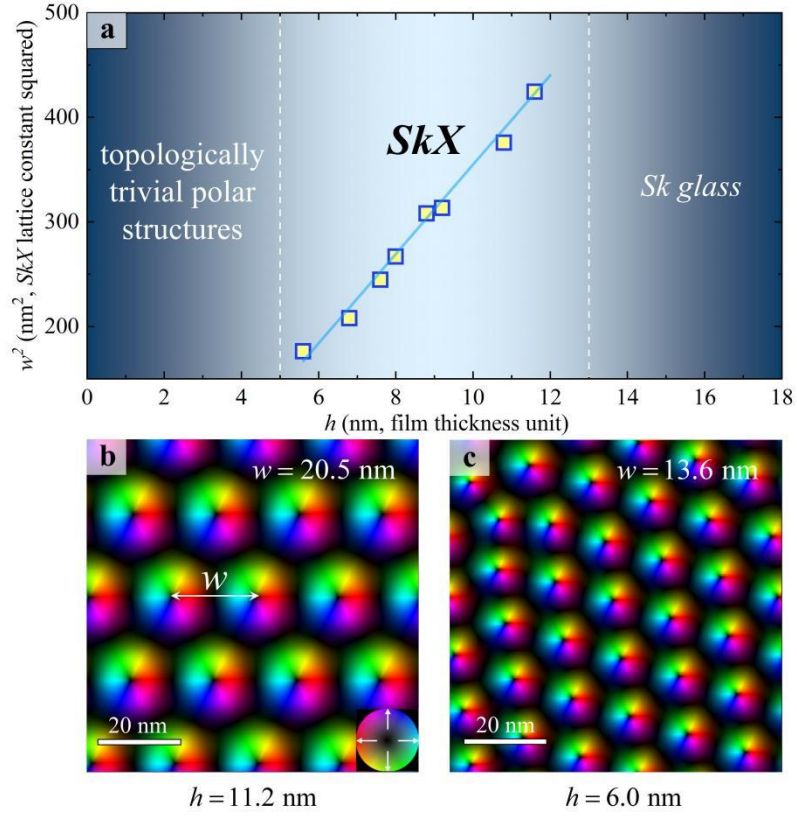 a
500
400
300
200
w² (nm², SkX lattice constant squared)
topologically
trivial polar
structures
SkX
Sk glass
0 2 4 6 8 10 12 14 16 18
h (nm, film thickness unit)
b
w = 20.5 nm
w
20 nm
h = 11.2 nm
c
w = 13.6 nm
20 nm
h = 6.0 nm